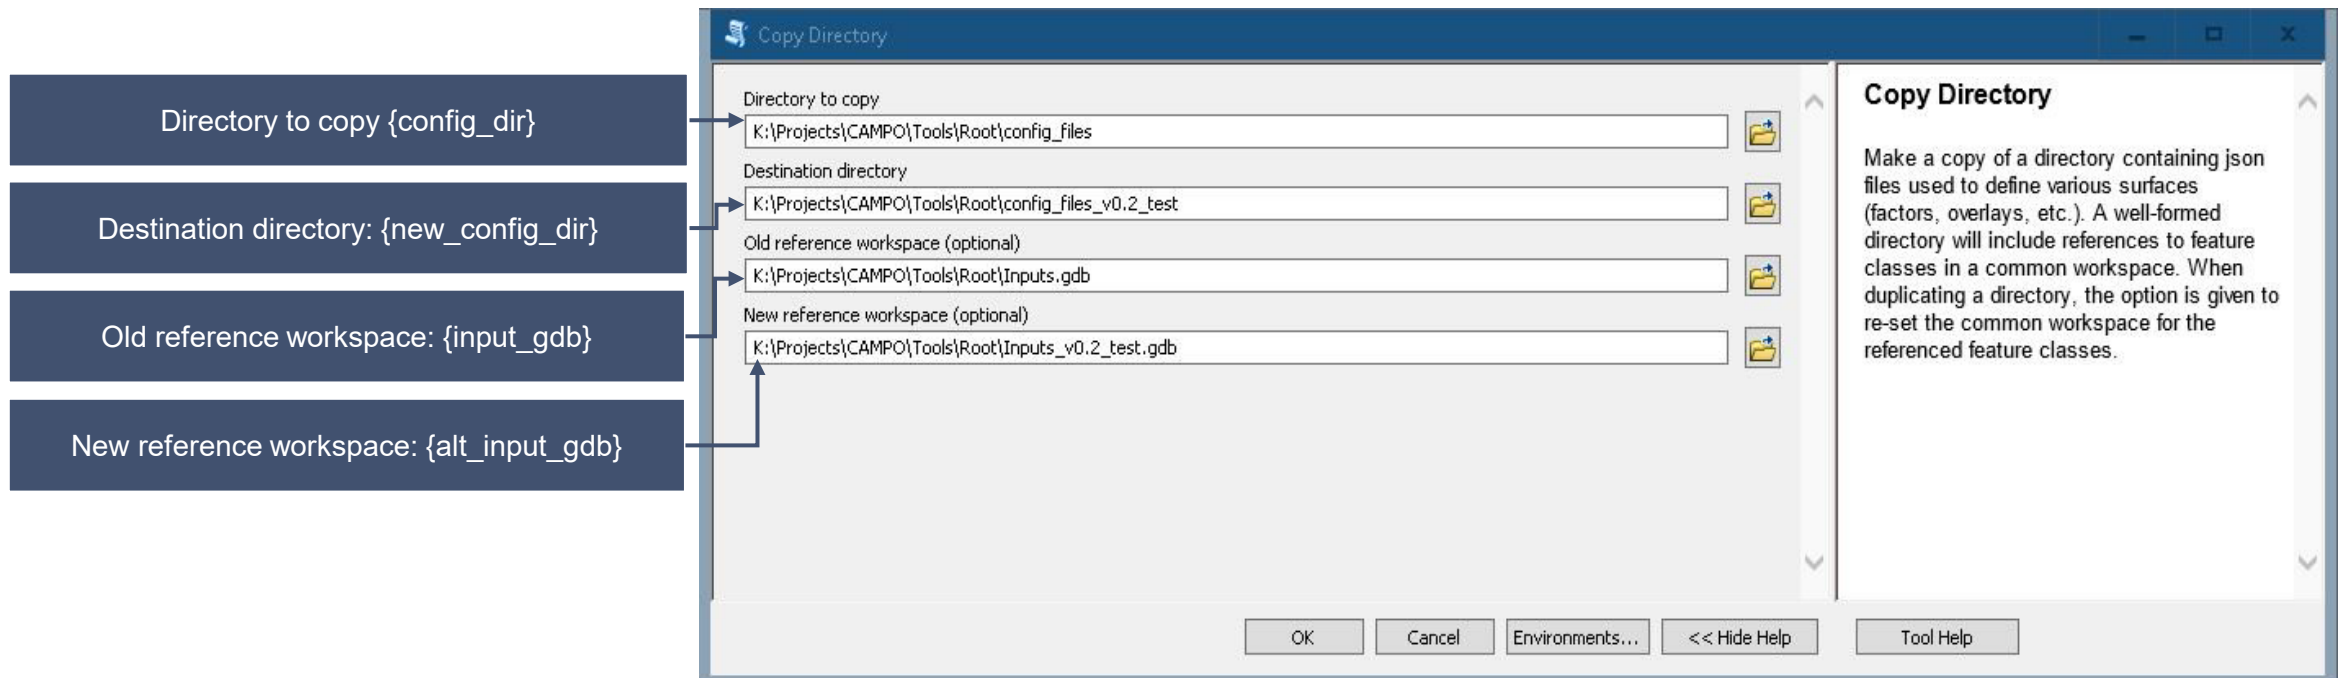 Copy Directory
Directory to copy {config_dir}
Destination directory: {new_config_dir}
Old reference workspace: {input_gdb}
New reference workspace: {alt_input_gdb}
Directory to copy
K:\Projects\CAMPO\Tools\Root\config_files
Destination directory
K:\Projects\CAMPO\Tools\Root\config_files_v0.2_test
Old reference workspace (optional)
K:\Projects\CAMPO\Tools\Root\Inputs.gdb
New reference workspace (optional)
K:\Projects\CAMPO\Tools\Root\Inputs_v0.2_test.gdb
Copy Directory
Make a copy of a directory containing json
files used to define various surfaces
(factors, overlays, etc.). A well-formed
directory will include references to feature
classes in a common workspace. When
duplicating a directory, the option is given to
re-set the common workspace for the
referenced feature classes.
OK
Cancel
Environments...
<< Hide Help
Tool Help